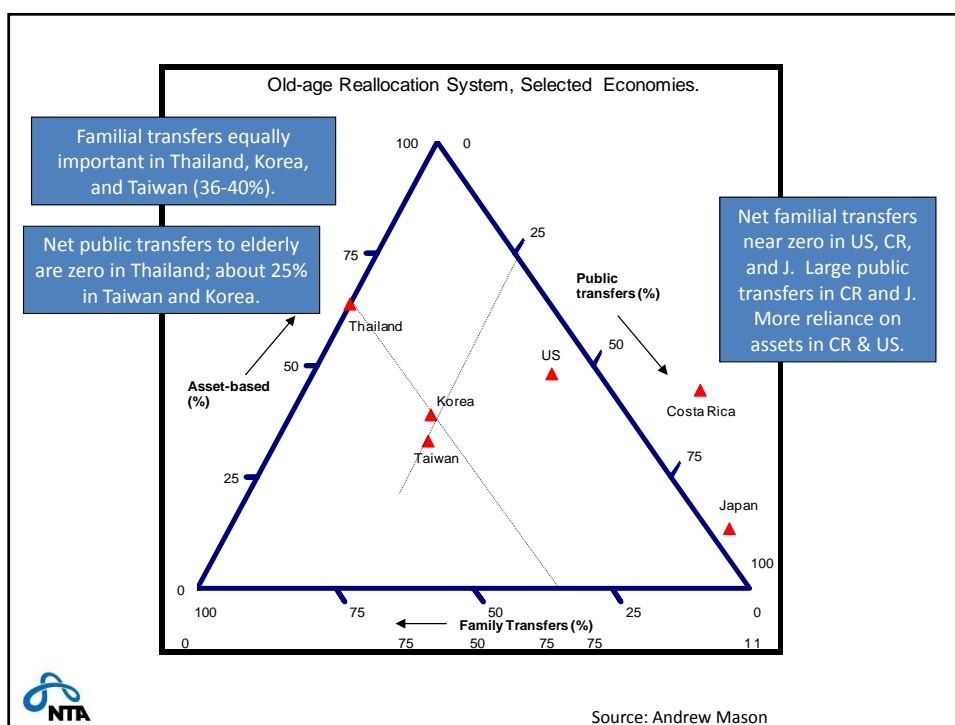 Old-age Reallocation System, Selected Economies.
Familial transfers equally
important in Thailand, Korea,
and Taiwan (36-40%).
Net public transfers to elderly
are zero in Thailand; about 25%
in Taiwan and Korea.
Net familial transfers
near zero in US, CR,
and J. Large public
transfers in CR and J.
More reliance on
assets in CR & US.
100
0
75
25
Public
transfers (%)
Thailand
50
50
US
Asset-based
(%)
Korea
Costa Rica
Taiwan
25
75
Japan
100
0
100
75
50
25
0
Family Transfers (%)
0
75
50
75
75
11
NTA
Source: Andrew Mason